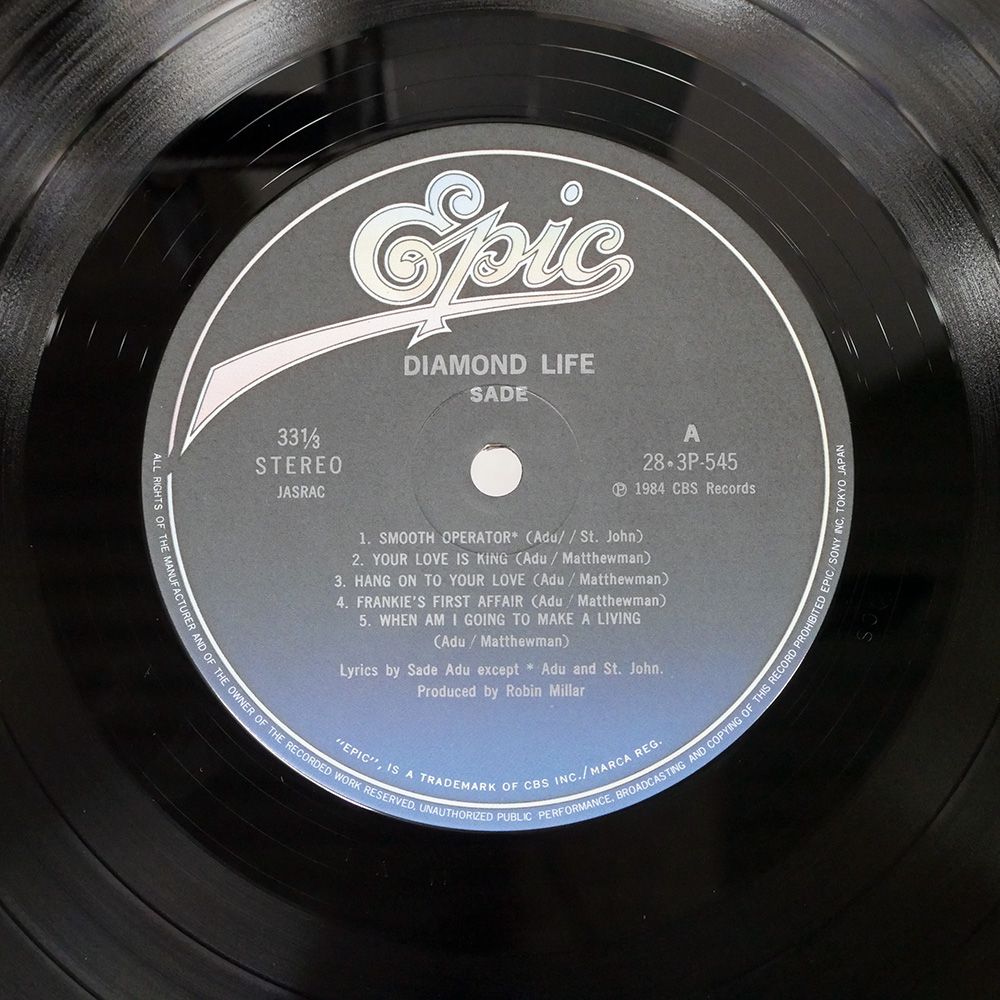 Epic
DIAMOND LIFE
SADE
33⅓
STEREO
JASRAC
A
28•3P-545
Ⓟ 1984 CBS Records
1. SMOOTH OPERATOR* (Adu//St. John)
2. YOUR LOVE IS KING (Adu/Matthewman)
3. HANG ON TO YOUR LOVE (Adu/Matthewman)
4. FRANKIE'S FIRST AFFAIR (Adu/Matthewman)
5. WHEN AM I GOING TO MAKE A LIVING
(Adu/Matthewman)
Lyrics by Sade Adu except * Adu and St. John.
Produced by Robin Millar
"EPIC", IS A TRADEMARK OF CBS INC./MARCA REG.
ALL RIGHTS OF THE MANUFACTURER AND OF THE OWNER OF THE RECORDED WORK RESERVED. UNAUTHORIZED PUBLIC PERFORMANCE, BROADCASTING AND COPYING OF THIS RECORD PROHIBITED EPIC/SONY INC. TOKYO JAPAN